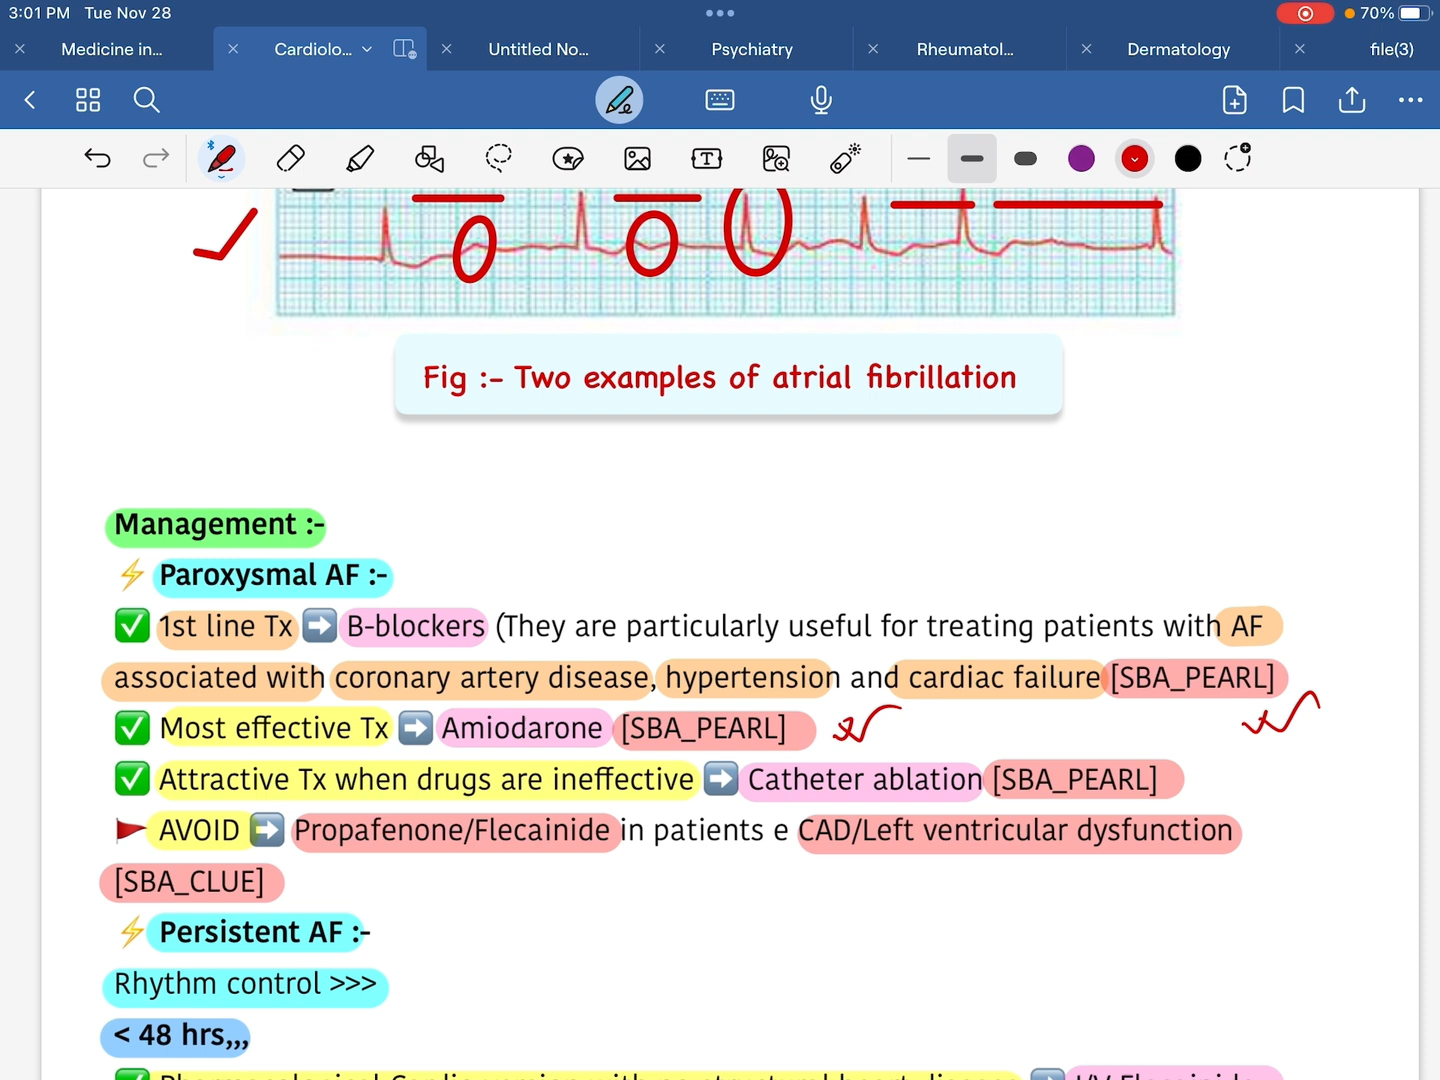 3:01 PM Tue Nov 28
70%
Medicine in...
Cardiolo...
Untitled No...
Psychiatry
Rheumatol...
Dermatology
file(3)
Fig :- Two examples of atrial fibrillation
Management :-
⚡ Paroxysmal AF :-
✅ 1st line Tx ➡️ B-blockers (They are particularly useful for treating patients with AF
associated with coronary artery disease, hypertension and cardiac failure [SBA_PEARL]
✅ Most effective Tx ➡️ Amiodarone [SBA_PEARL]
✅ Attractive Tx when drugs are ineffective ➡️ Catheter ablation [SBA_PEARL]
🚩 AVOID ➡️ Propafenone/Flecainide in patients e CAD/Left ventricular dysfunction
[SBA_CLUE]
⚡ Persistent AF :-
Rhythm control >>>
< 48 hrs,,,